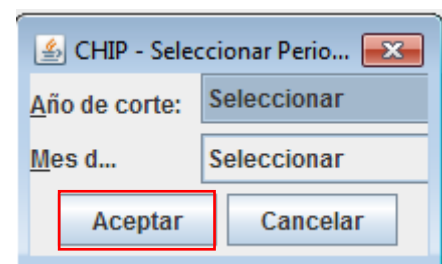 CHIP - Seleccionar Perio...
Año de corte: Seleccionar
Mes d... Seleccionar
Aceptar Cancelar